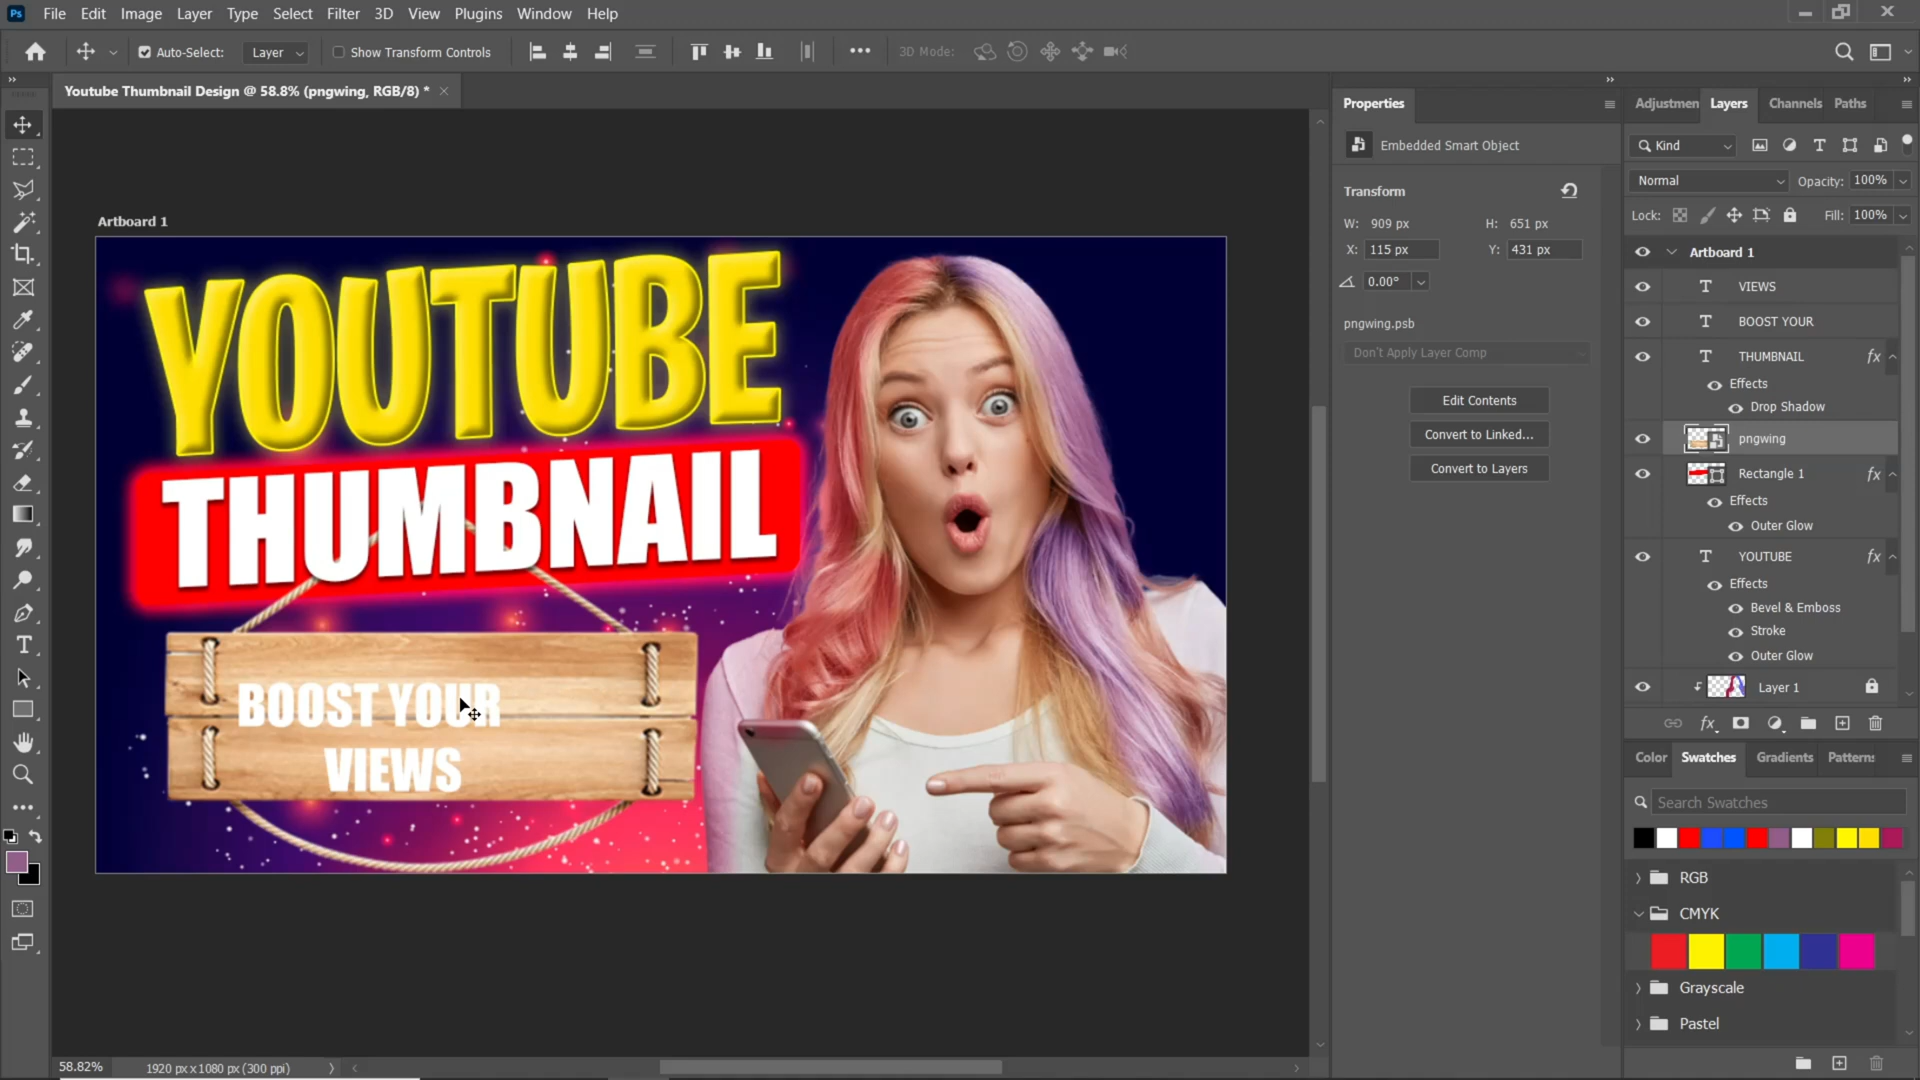 Ps File Edit Image Layer Type Select Filter 3D View Plugins Window Help
Auto-Select: Layer Show Transform Controls 3D Mode:
Youtube Thumbnail Design @ 58.8% (pngwing, RGB/8) *
Artboard 1
YOUTUBE
THUMBNAIL
BOOST YOUR
VIEWS
58.82% 1920 px x 1080 px (300 ppi)
Properties
Embedded Smart Object
Transform
W: 909 px H: 651 px
X: 115 px Y: 431 px
0.00°
pngwing.psb
Don't Apply Layer Comp
Edit Contents
Convert to Linked...
Convert to Layers
Adjustmen Layers Channels Paths
Kind
Normal Opacity: 100%
Lock: Fill: 100%
Artboard 1
T VIEWS
T BOOST YOUR
T THUMBNAIL fx
Effects
Drop Shadow
pngwing
Rectangle 1 fx
Effects
Outer Glow
T YOUTUBE fx
Effects
Bevel & Emboss
Stroke
Outer Glow
Layer 1
fx
Color Swatches Gradients Patterns
Search Swatches
RGB
CMYK
Grayscale
Pastel